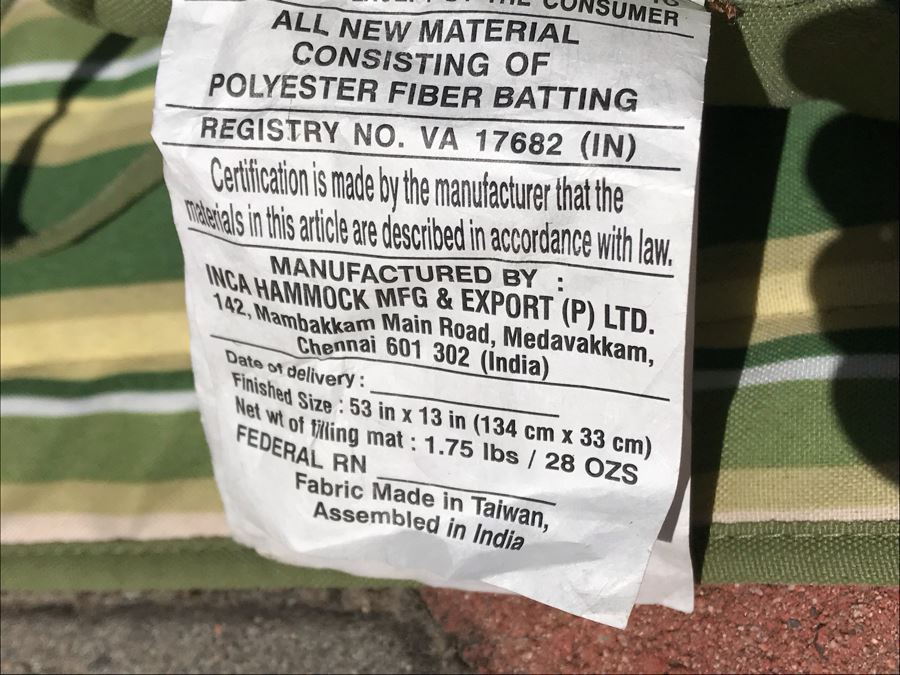 THE CONSUMER
ALL NEW MATERIAL
CONSISTING OF
POLYESTER FIBER BATTING
REGISTRY NO. VA 17682 (IN)
Certification is made by the manufacturer that the
materials in this article are described in accordance with law.
MANUFACTURED BY :
INCA HAMMOCK MFG & EXPORT (P) LTD.
142, Mambakkam Main Road, Medavakkam,
Chennai 601 302 (India)
Date of delivery :
Finished Size : 53 in x 13 in (134 cm x 33 cm)
Net wt of filling mat : 1.75 lbs / 28 OZS
FEDERAL RN
Fabric Made in Taiwan,
Assembled in India